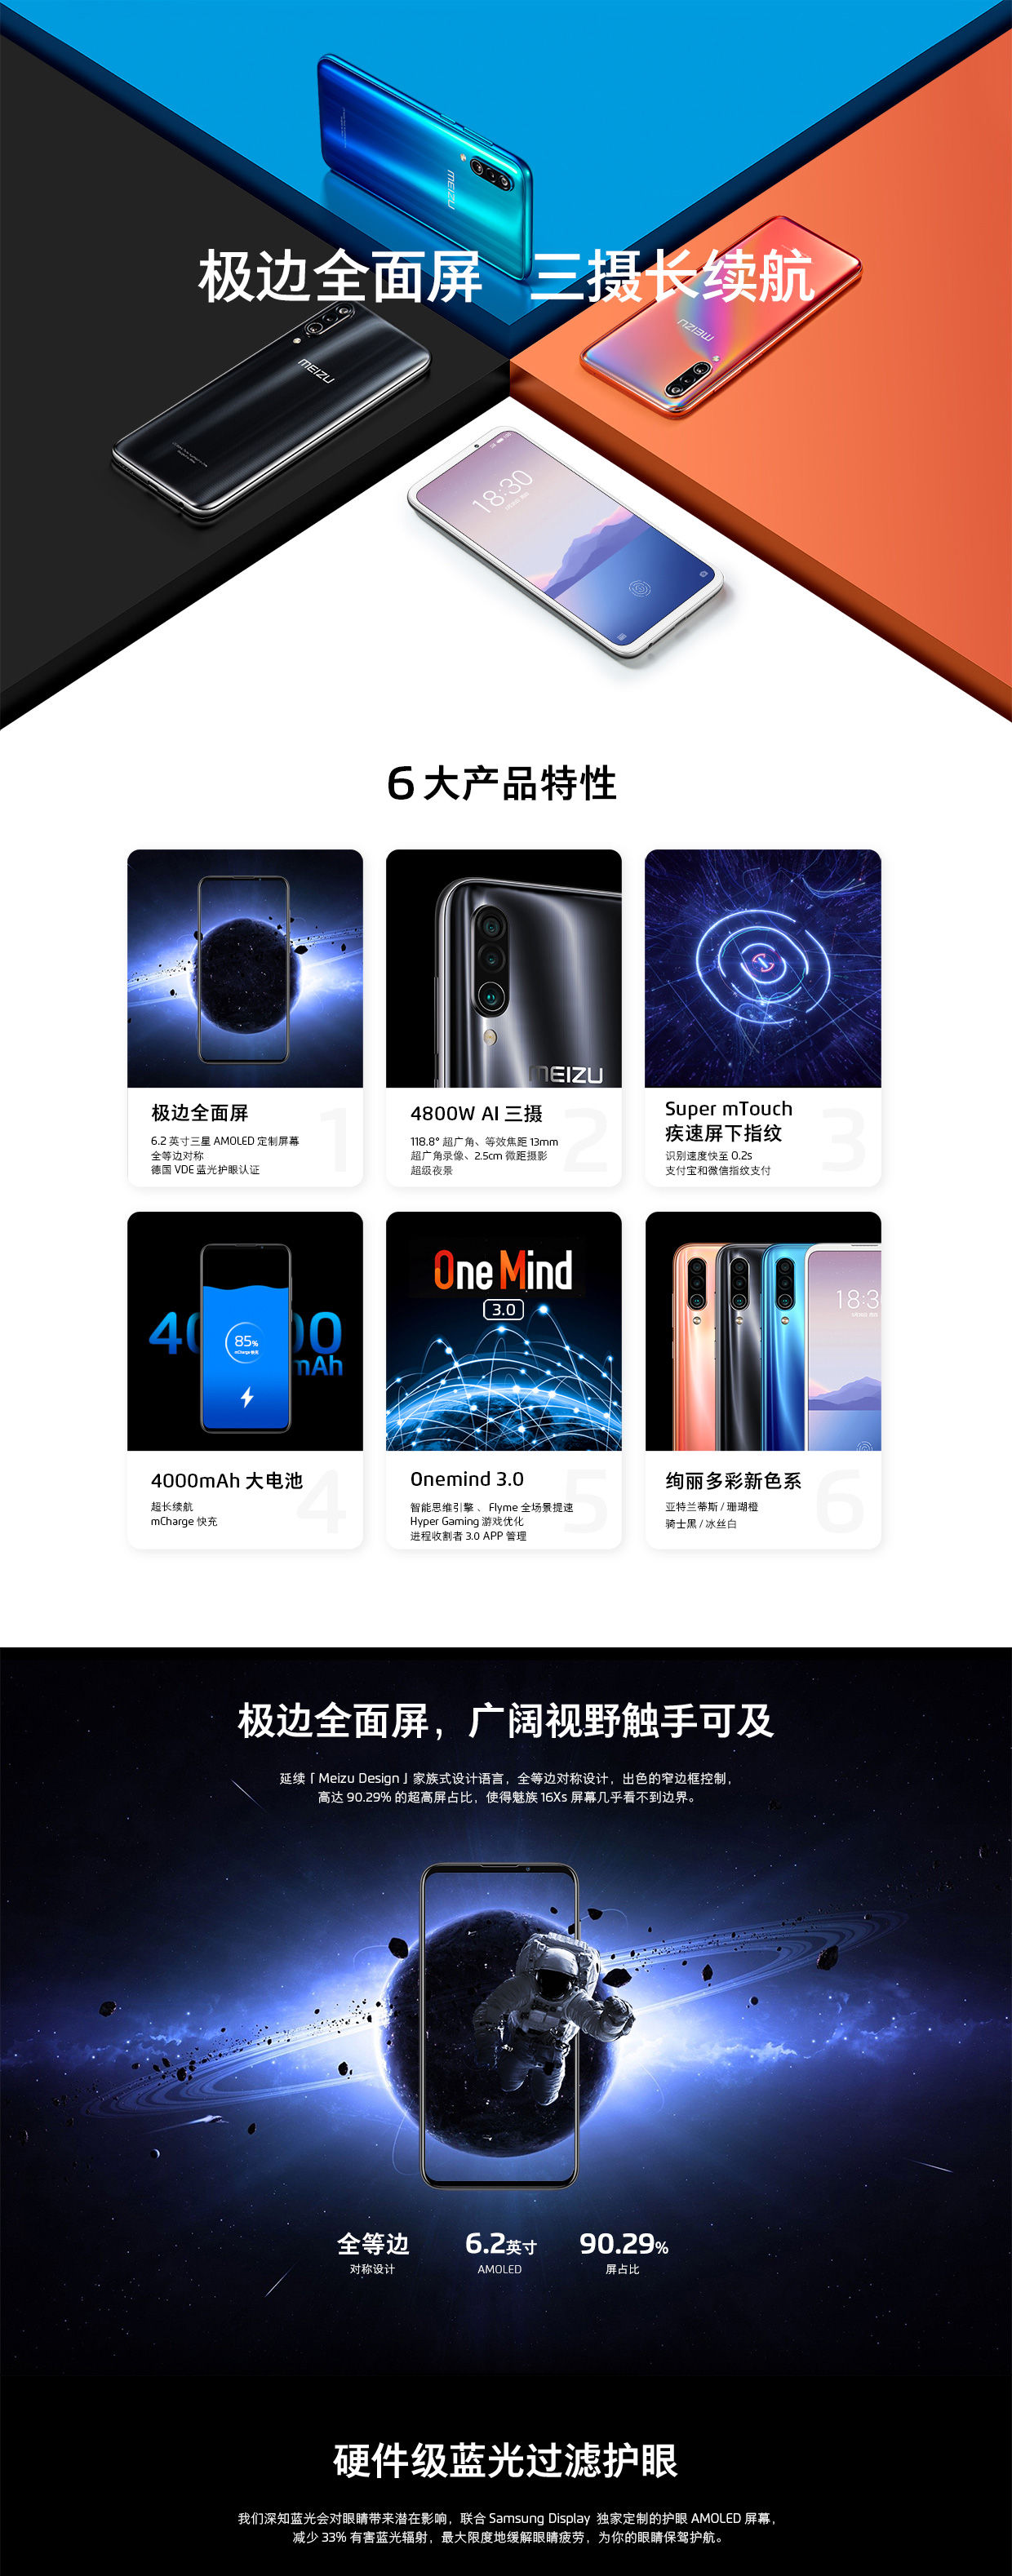 MEIZU
极边全面屏 三摄长续航
MEIZU
MEIZU
18:30
6 大产品特性
MEIZU
极边全面屏
1
6.2 英寸三星 AMOLED 定制屏幕
全等边对称
德国 VDE 蓝光护眼认证
4800W AI 三摄
2
118.8° 超广角、等效焦距 13mm
超广角录像、2.5cm 微距摄影
超级夜景
Super mTouch
疾速屏下指纹
3
识别速度快至 0.2s
支付宝和微信指纹支付
4000
mAh
85%
mCharge 快充
4000mAh 大电池
4
超长续航
mCharge 快充
One Mind
3.0
Onemind 3.0
5
智能思维引擎 、 Flyme 全场景提速
Hyper Gaming 游戏优化
进程收割者 3.0 APP 管理
18:3
绚丽多彩新色系
6
亚特兰蒂斯 / 珊瑚橙
骑士黑 / 冰丝白
极边全面屏，广阔视野触手可及
延续「 Meizu Design 」家族式设计语言，全等边对称设计，出色的窄边框控制，
高达 90.29% 的超高屏占比，使得魅族 16Xs 屏幕几乎看不到边界。
全等边
对称设计
6.2英寸
AMOLED
90.29%
屏占比
硬件级蓝光过滤护眼
我们深知蓝光会对眼睛带来潜在影响，联合 Samsung Display 独家定制的护眼 AMOLED 屏幕，
减少 33% 有害蓝光辐射，最大限度地缓解眼睛疲劳，为你的眼睛保驾护航。